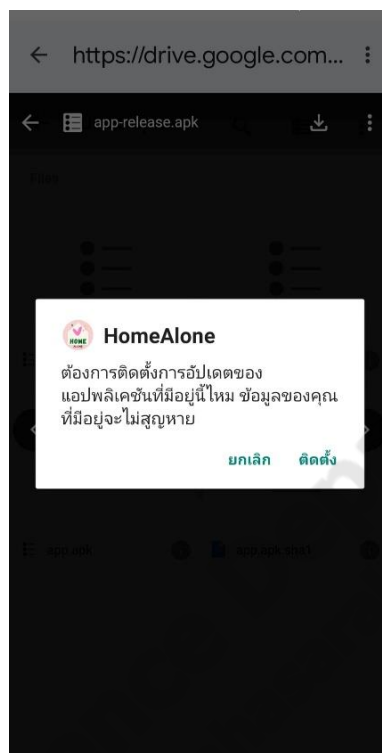 https://drive.google.com...
app-release.apk
Files
HOME
HomeAlone
ต้องการติดตั้งการอัปเดตของ
แอปพลิเคชันที่มีอยู่นี้ไหม ข้อมูลของคุณ
ที่มีอยู่จะไม่สูญหาย
ยกเลิก ติดตั้ง
app.apk app.apk.sha1